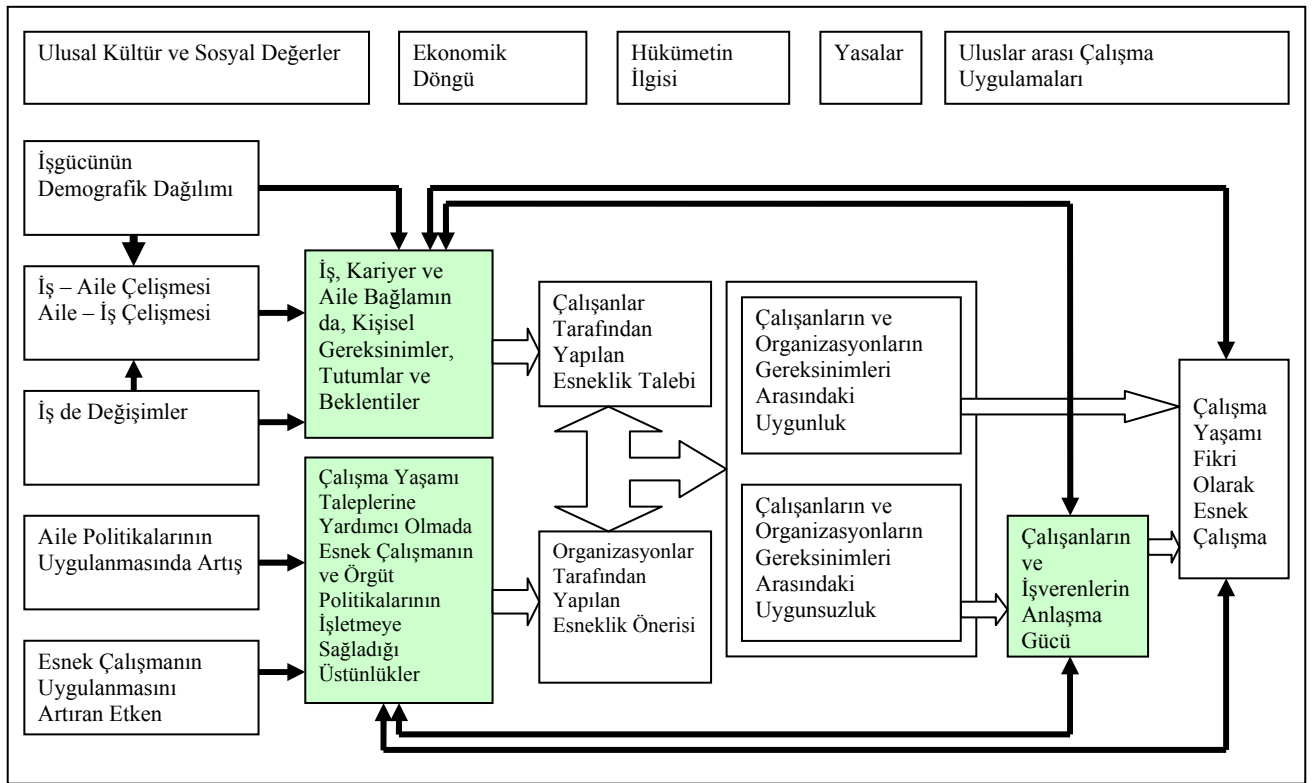 Ulusal Kültür ve Sosyal Değerler
Ekonomik
Döngü
Hükümetin
İlgisi
Yasalar
Uluslar arası Çalışma
Uygulamaları
İşgücünün
Demografik Dağılımı
İş – Aile Çelişmesi
Aile – İş Çelişmesi
İş de Değişimler
Aile Politikalarının
Uygulanmasında Artış
Esnek Çalışmanın
Uygulanmasını
Artıran Etken
İş, Kariyer ve
Aile Bağlamın
da, Kişisel
Gereksinimler,
Tutumlar ve
Beklentiler
Çalışma Yaşamı
Taleplerine
Yardımcı Olmada
Esnek Çalışmanın
ve Örgüt
Politikalarının
İşletmeye
Sağladığı
Üstünlükler
Çalışanlar
Tarafından
Yapılan
Esneklik Talebi
Organizasyonlar
Tarafından
Yapılan
Esneklik Önerisi
Çalışanların ve
Organizasyonların
Gereksinimleri
Arasındaki
Uygunluk
Çalışanların ve
Organizasyonların
Gereksinimleri
Arasındaki
Uygunsuzluk
Çalışanların
ve
İşverenlerin
Anlaşma
Gücü
Çalışma
Yaşamı
Fikri
Olarak
Esnek
Çalışma